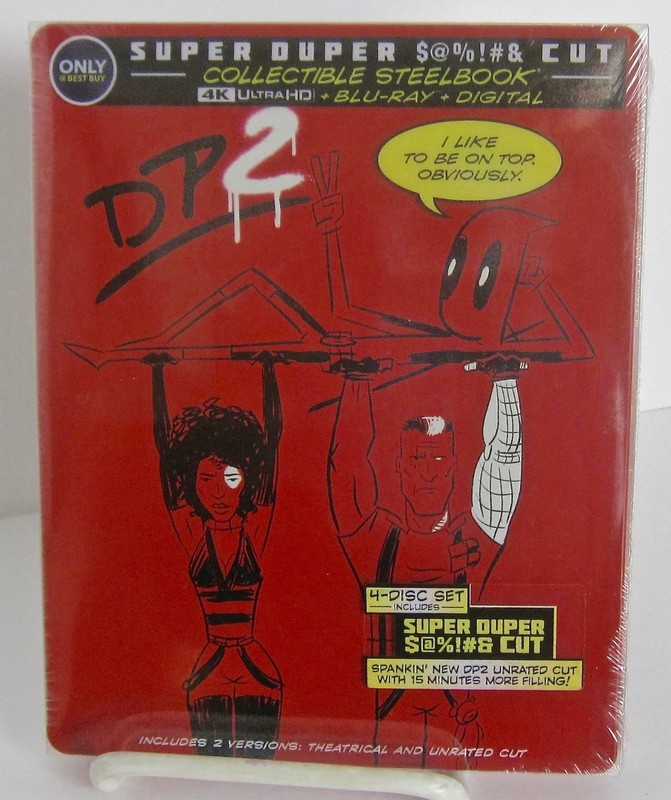 ONLY
@ BEST BUY
SUPER DUPER $@%!#& CUT
COLLECTIBLE STEELBOOK™
4K ULTRA HD + BLU-RAY + DIGITAL
DP2
I LIKE
TO BE ON TOP.
OBVIOUSLY.
4-DISC SET
INCLUDES
SUPER DUPER
$@%!#& CUT
SPANKIN' NEW DP2 UNRATED CUT
WITH 15 MINUTES MORE FILLING!
INCLUDES 2 VERSIONS: THEATRICAL AND UNRATED CUT